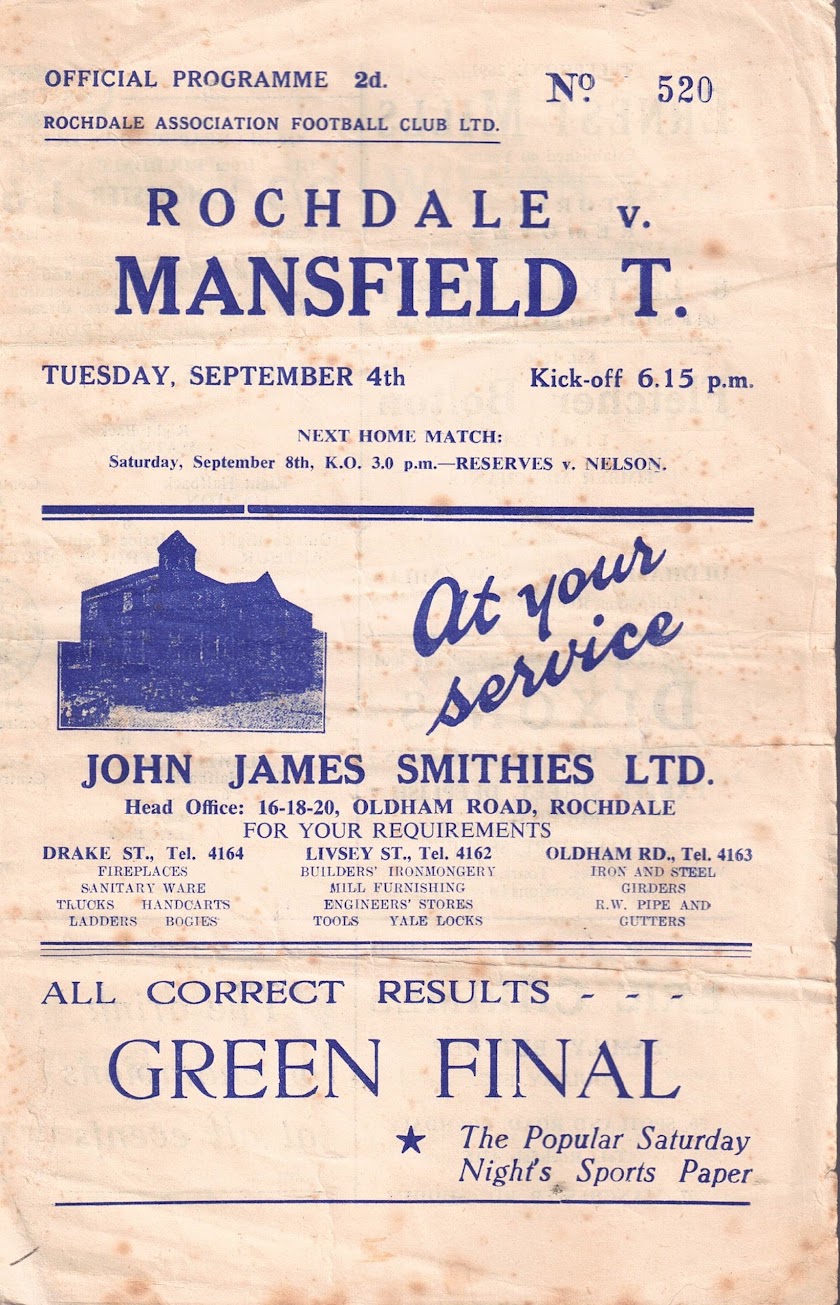 OFFICIAL PROGRAMME 2d.
Nº 520
ROCHDALE ASSOCIATION FOOTBALL CLUB LTD.
ROCHDALE v.
MANSFIELD T.
TUESDAY, SEPTEMBER 4th Kick-off 6.15 p.m.
NEXT HOME MATCH:
Saturday, September 8th, K.O. 3.0 p.m.—RESERVES v. NELSON.
At your
service
JOHN JAMES SMITHIES LTD.
Head Office: 16-18-20, OLDHAM ROAD, ROCHDALE
FOR YOUR REQUIREMENTS
DRAKE ST., Tel. 4164
FIREPLACES
SANITARY WARE
TRUCKS HANDCARTS
LADDERS BOGIES
LIVSEY ST., Tel. 4162
BUILDERS' IRONMONGERY
MILL FURNISHING
ENGINEERS' STORES
TOOLS YALE LOCKS
OLDHAM RD., Tel. 4163
IRON AND STEEL
GIRDERS
R.W. PIPE AND
GUTTERS
ALL CORRECT RESULTS - - -
GREEN FINAL
The Popular Saturday
Night's Sports Paper